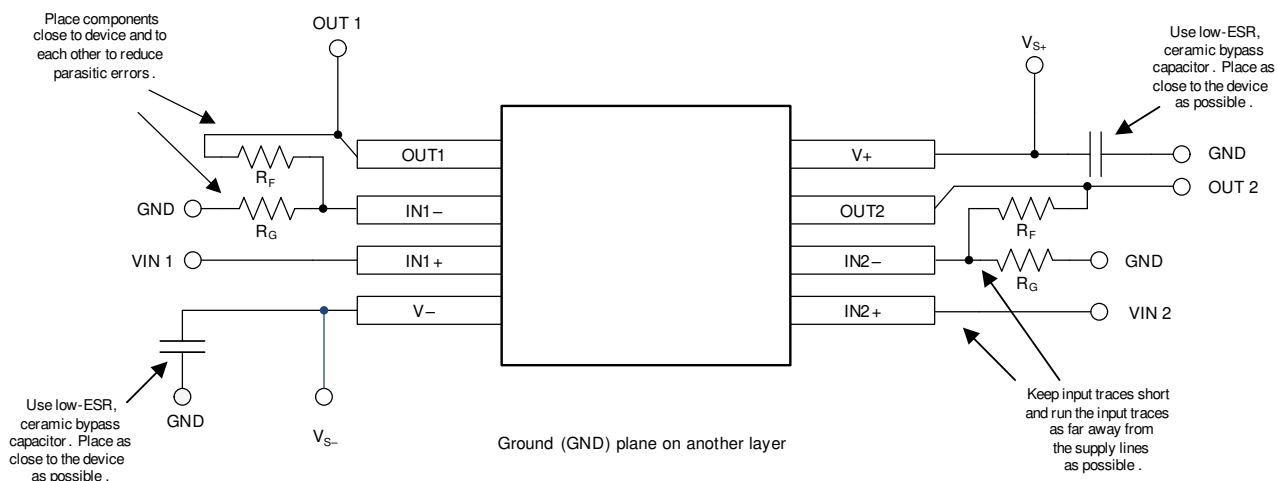 Place components
close to device and to
each other to reduce
parasitic errors .
OUT 1
VS+
Use low-ESR,
ceramic bypass
capacitor . Place as
close to the device
as possible .
OUT1
V+
GND
RF
OUT 2
GND
IN1−
OUT2
RG
RF
VIN 1
IN1+
IN2−
GND
RG
V−
IN2+
VIN 2
Use low-ESR,
ceramic bypass
capacitor . Place as
close to the device
as possible .
GND
VS−
Ground (GND) plane on another layer
Keep input traces short
and run the input traces
as far away from
the supply lines
as possible .